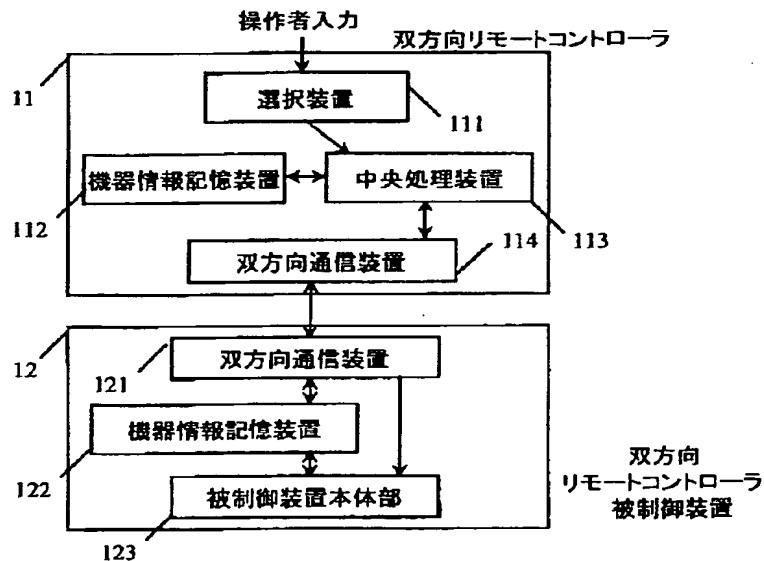 操作者入力
双方向リモートコントローラ
11
選択装置
111
機器情報記憶装置
中央処理装置
112
113
双方向通信装置
114
12
双方向通信装置
121
機器情報記憶装置
122
被制御装置本体部
123
双方向
リモートコントローラ
被制御装置